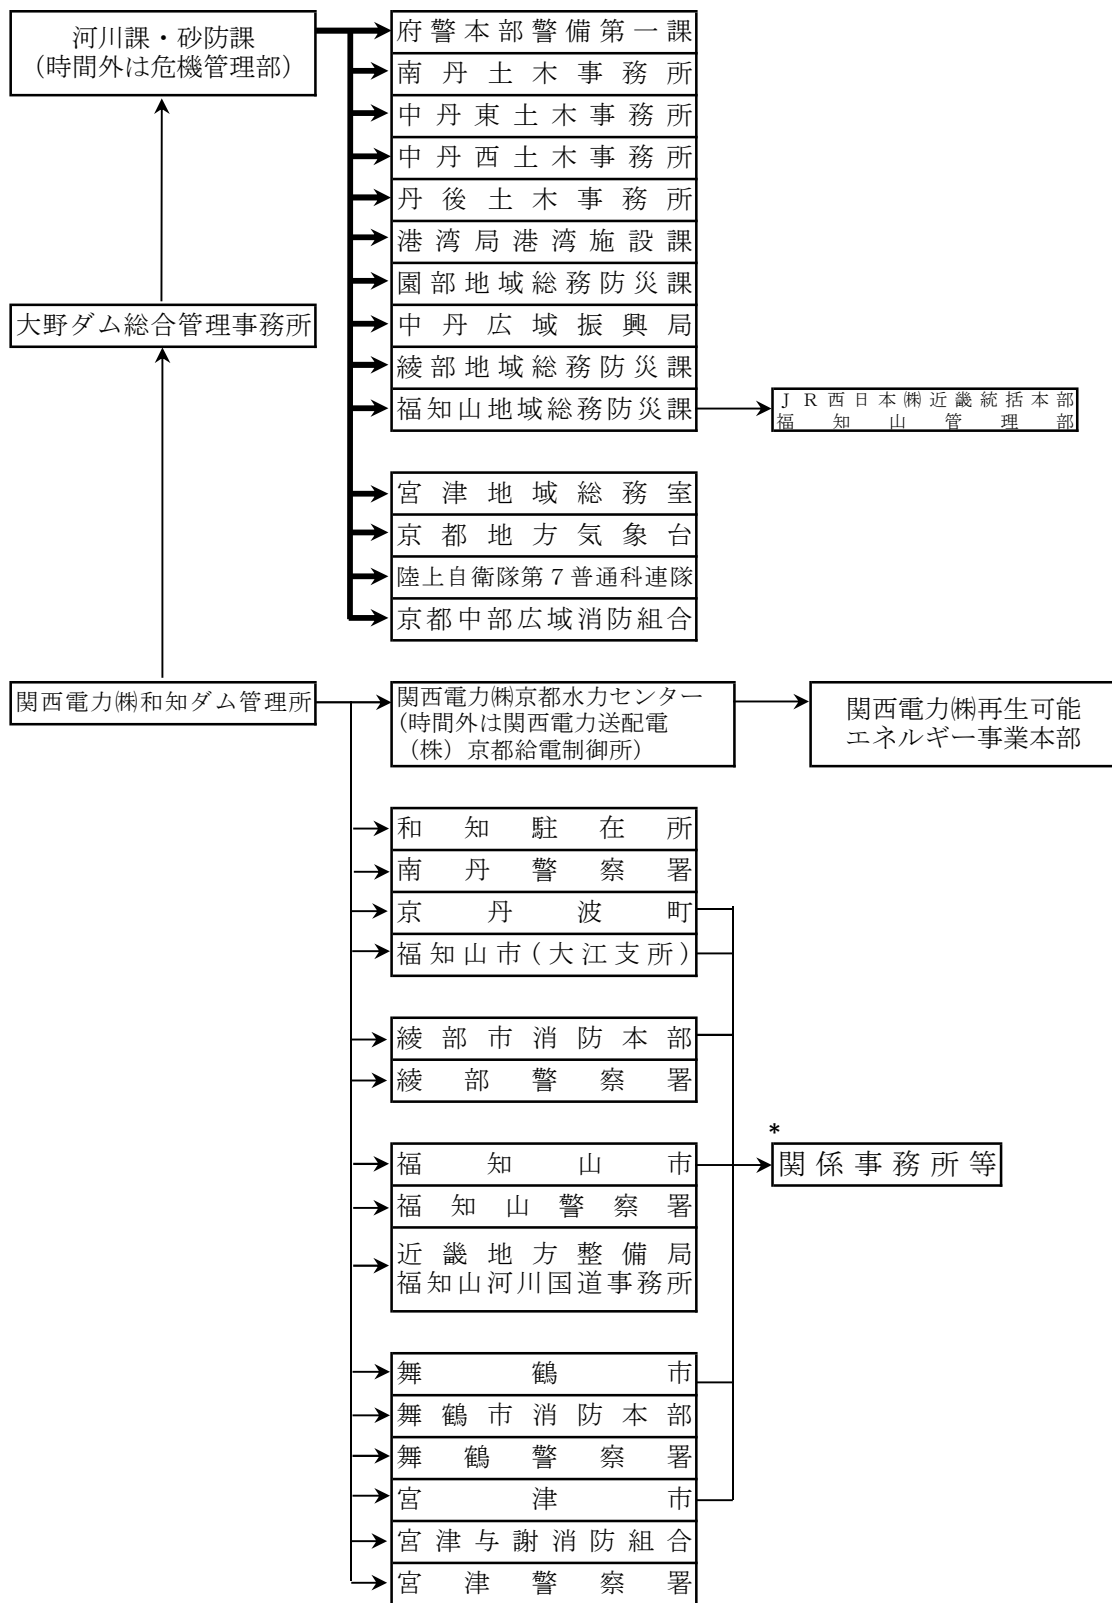 河川課・砂防課
(時間外は危機管理部)
府警本部警備第一課
南丹土木事務所
中丹東土木事務所
中丹西土木事務所
丹後土木事務所
港湾局港湾施設課
園部地域総務防災課
大野ダム総合管理事務所
中丹広域振興局
綾部地域総務防災課
福知山地域総務防災課
JR西日本㈱近畿統括本部
福知山管理部
宮津地域総務室
京都地方気象台
陸上自衛隊第7普通科連隊
京都中部広域消防組合
関西電力㈱和知ダム管理所
関西電力㈱京都水力センター
(時間外は関西電力送配電
(株)京都給電制御所)
関西電力㈱再生可能
エネルギー事業本部
和知駐在所
南丹警察署
京丹波町
福知山市(大江支所)
綾部市消防本部
綾部警察署
*
福知山市
関係事務所等
福知山警察署
近畿地方整備局
福知山河川国道事務所
舞鶴市
舞鶴市消防本部
舞鶴警察署
宮津市
宮津与謝消防組合
宮津警察署